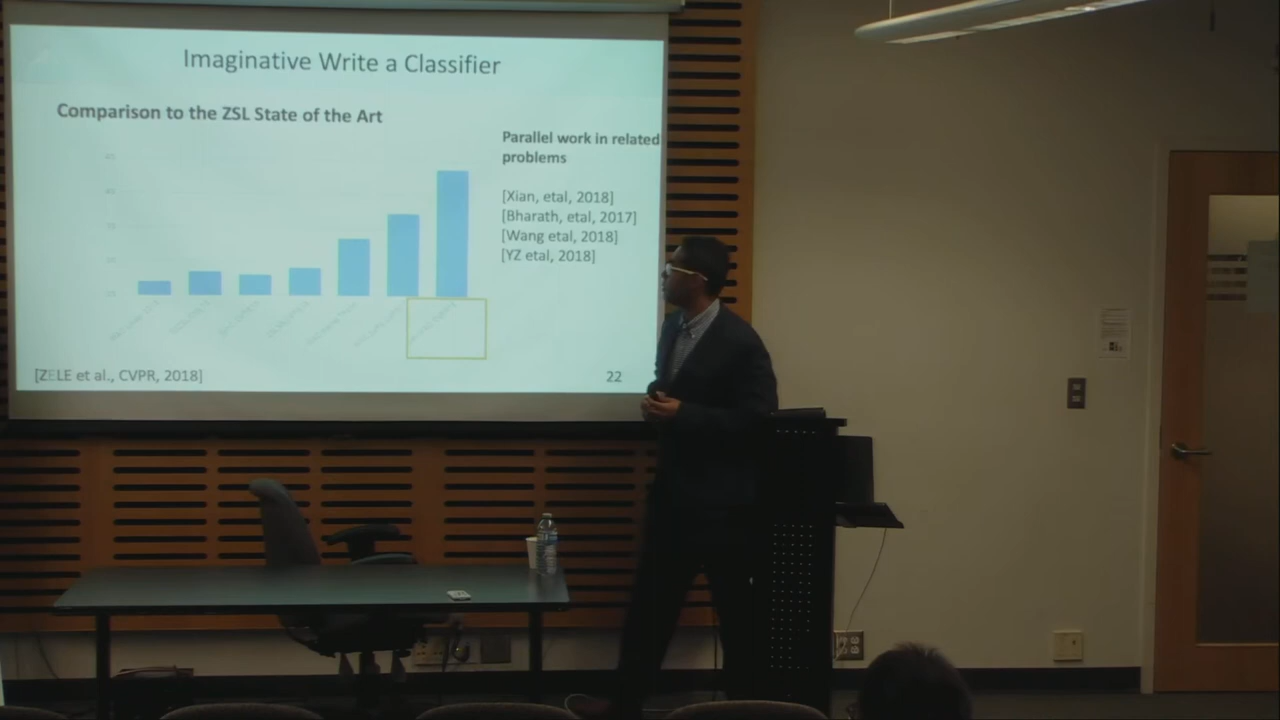 Imaginative Write a Classifier
Comparison to the ZSL State of the Art
Parallel work in related
problems
[Xian, etal, 2018]
[Bharath, etal, 2017]
[Wang etal, 2018]
[YZ etal, 2018]
[ZELE et al., CVPR, 2018]
22